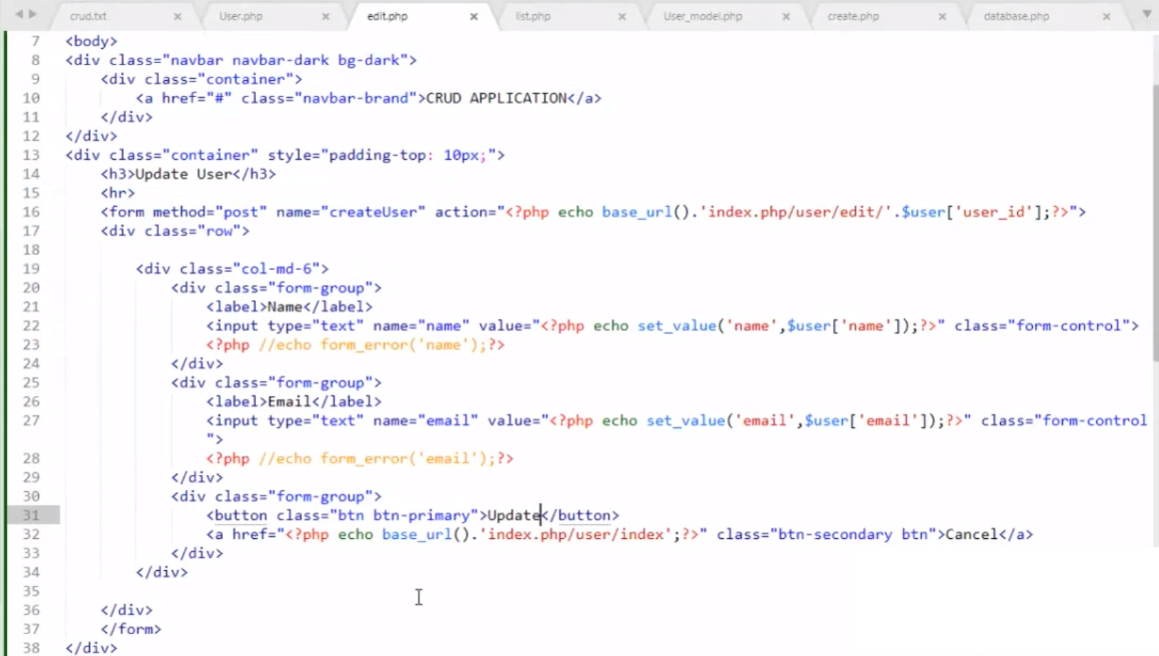 crud.txt × User.php × edit.php × list.php × User_model.php × create.php × database.php ×
7 <body>
8 <div class="navbar navbar-dark bg-dark">
9 <div class="container">
10 <a href="#" class="navbar-brand">CRUD APPLICATION</a>
11 </div>
12 </div>
13 <div class="container" style="padding-top: 10px;">
14 <h3>Update User</h3>
15 <hr>
16 <form method="post" name="createUser" action="<?php echo base_url().'index.php/user/edit/'.$user['user_id'];?>">
17 <div class="row">
18
19 <div class="col-md-6">
20 <div class="form-group">
21 <label>Name</label>
22 <input type="text" name="name" value="<?php echo set_value('name',$user['name']);?>" class="form-control">
23 <?php //echo form_error('name');?>
24 </div>
25 <div class="form-group">
26 <label>Email</label>
27 <input type="text" name="email" value="<?php echo set_value('email',$user['email']);?>" class="form-control
">
28 <?php //echo form_error('email');?>
29 </div>
30 <div class="form-group">
31 <button class="btn btn-primary">Update</button>
32 <a href="<?php echo base_url().'index.php/user/index';?>" class="btn-secondary btn">Cancel</a>
33 </div>
34 </div>
35
36 </div>
37 </form>
38 </div>